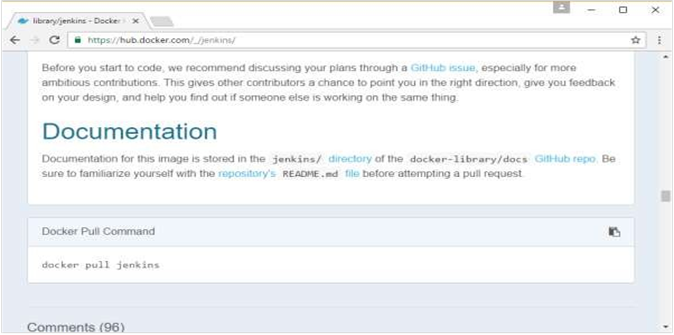 library/jenkins - Docker
https://hub.docker.com/_/jenkins/
Before you start to code, we recommend discussing your plans through a GitHub issue, especially for more
ambitious contributions. This gives other contributors a chance to point you in the right direction, give you feedback
on your design, and help you find out if someone else is working on the same thing.
Documentation
Documentation for this image is stored in the jenkins/ directory of the docker-library/docs GitHub repo. Be
sure to familiarize yourself with the repository's README.md file before attempting a pull request.
Docker Pull Command
docker pull jenkins
Comments (96)